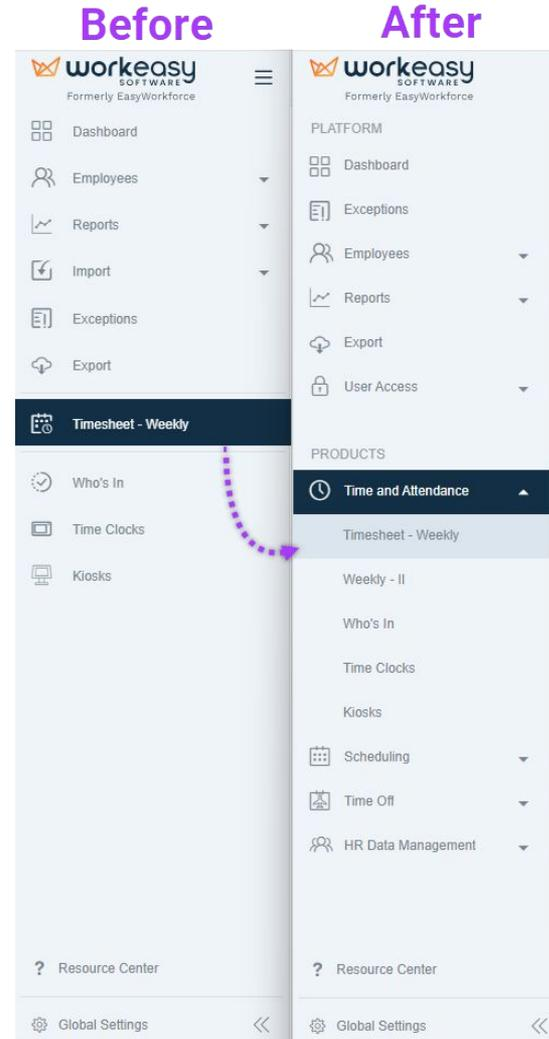 Before
workeasy
SOFTWARE
Formerly EasyWorkforce
Dashboard
Employees
Reports
Import
Exceptions
Export
Timesheet - Weekly
Who's In
Time Clocks
Kiosks
? Resource Center
Global Settings
After
workeasy
SOFTWARE
Formerly EasyWorkforce
PLATFORM
Dashboard
Exceptions
Employees
Reports
Export
User Access
PRODUCTS
Time and Attendance
Timesheet - Weekly
Weekly - II
Who's In
Time Clocks
Kiosks
Scheduling
Time Off
HR Data Management
? Resource Center
Global Settings